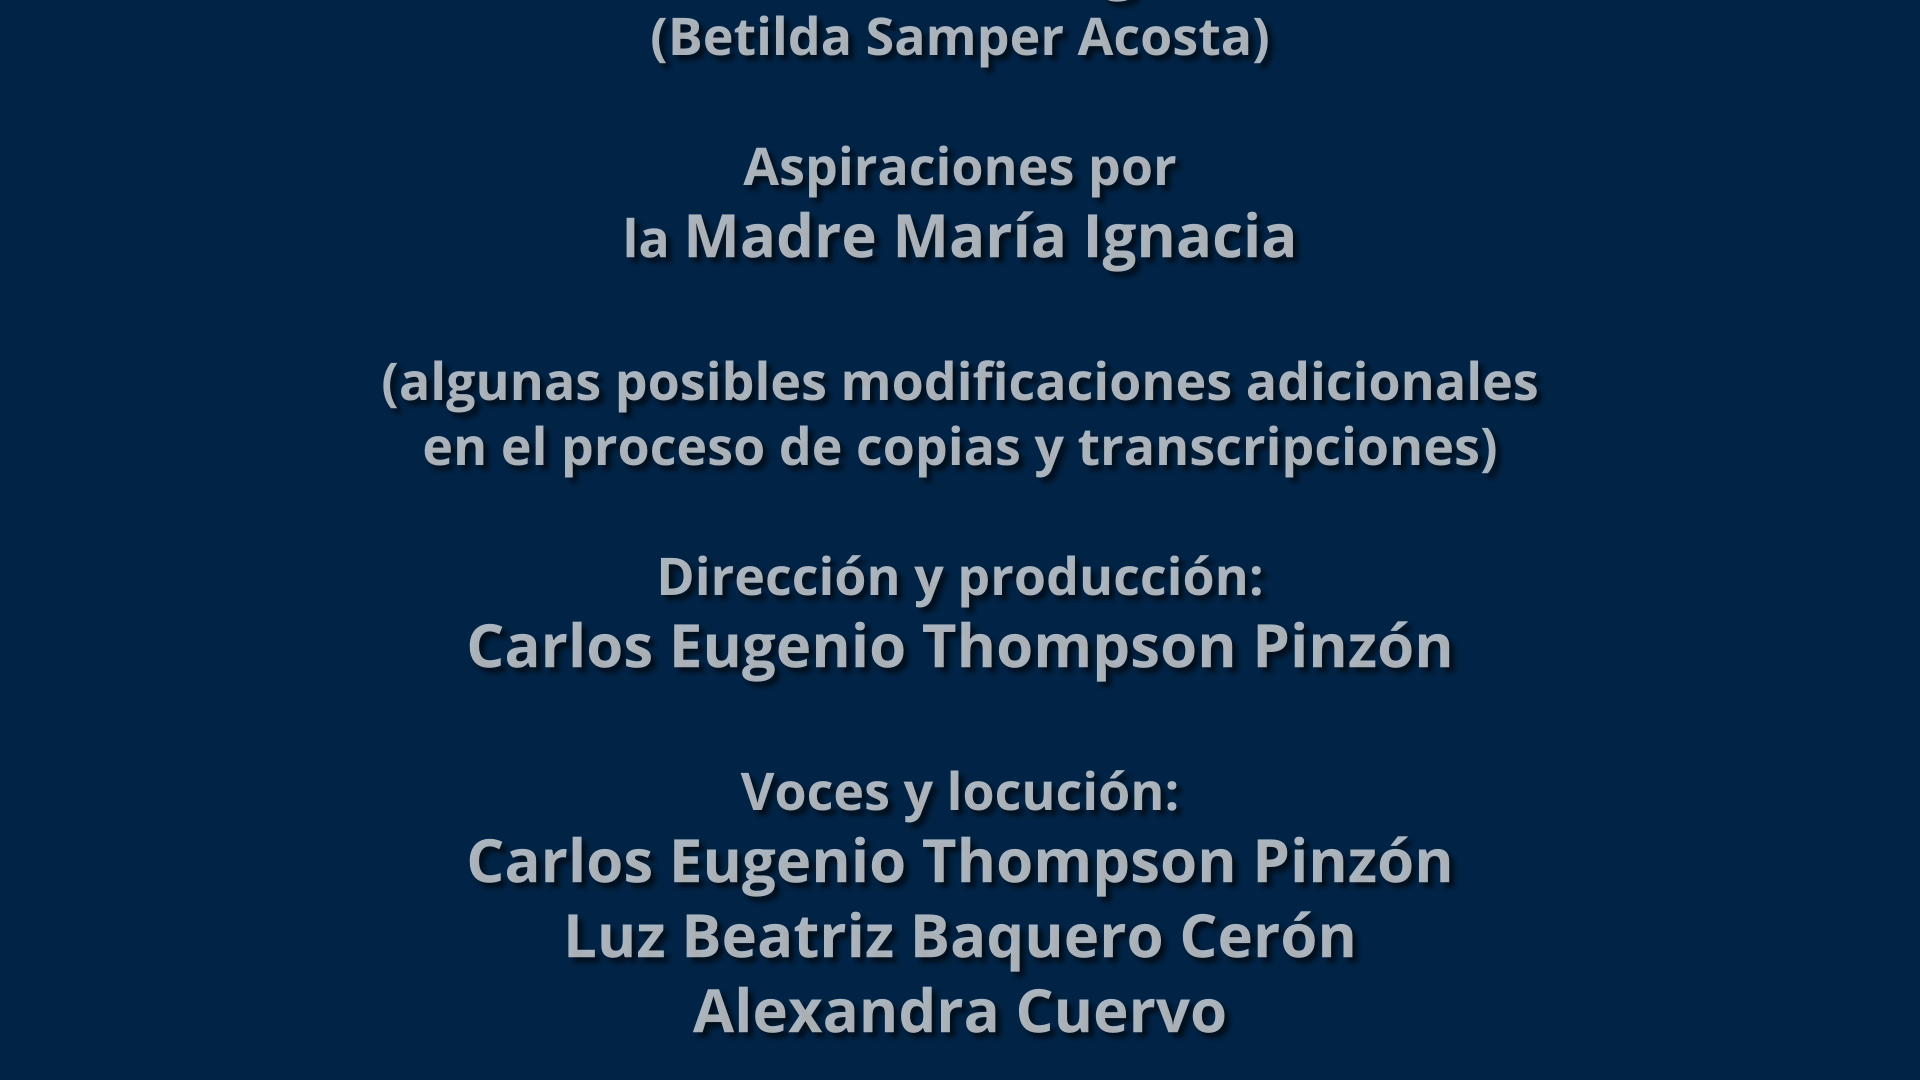 (Betilda Samper Acosta)
Aspiraciones por
la Madre María Ignacia
(algunas posibles modificaciones adicionales
en el proceso de copias y transcripciones)
Dirección y producción:
Carlos Eugenio Thompson Pinzón
Voces y locución:
Carlos Eugenio Thompson Pinzón
Luz Beatriz Baquero Cerón
Alexandra Cuervo